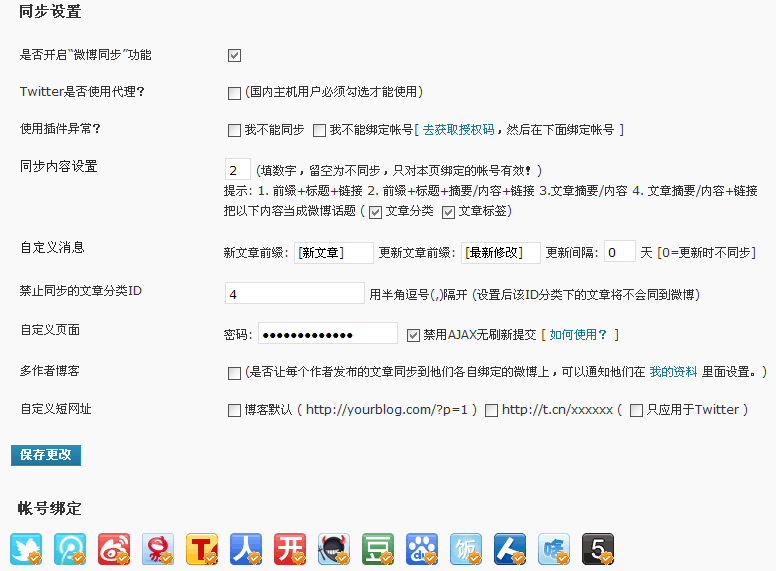 同步设置
是否开启“微博同步”功能
Twitter是否使用代理? (国内主机用户必须勾选才能使用)
使用插件异常? 我不能同步 我不能绑定帐号[ 去获取授权码，然后在下面绑定帐号 ]
同步内容设置 2 (填数字，留空为不同步，只对本页绑定的帐号有效! )
提示: 1. 前缀+标题+链接 2. 前缀+标题+摘要/内容+链接 3.文章摘要/内容 4. 文章摘要/内容+链接
把以下内容当成微博话题 ( 文章分类 文章标签)
自定义消息 新文章前缀: [新文章] 更新文章前缀: [最新修改] 更新间隔: 0 天 [0=更新时不同步]
禁止同步的文章分类ID 4 用半角逗号(,)隔开 (设置后该ID分类下的文章将不会同到微博)
自定义页面 密码: ●●●●●●●●●●●●● 禁用AJAX无刷新提交 [ 如何使用? ]
多作者博客 (是否让每个作者发布的文章同步到他们各自绑定的微博上，可以通知他们在 我的资料 里面设置。)
自定义短网址 博客默认 ( http://yourblog.com/?p=1 ) http://t.cn/xxxxxx ( 只应用于Twitter )
保存更改
帐号绑定
T 人 开 豆 du 饭 5